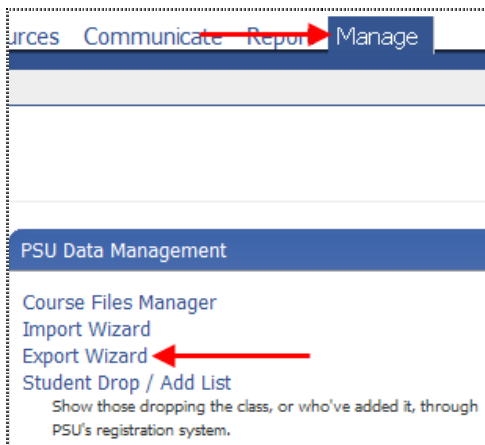 Communicate Report Manage
PSU Data Management
Course Files Manager
Import Wizard
Export Wizard
Student Drop / Add List
Show those dropping the class, or who've added it, through
PSU's registration system.